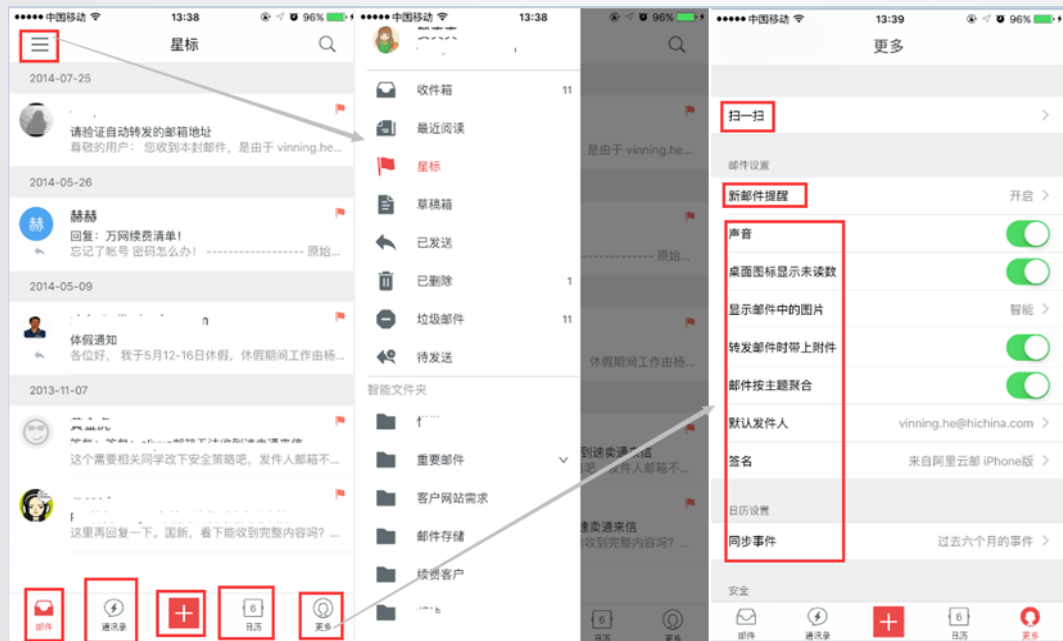 ●●●●● 中国移动
13:38
96%
星标
2014-07-25
请验证自动转发的邮箱地址
尊敬的用户： 您收到本封邮件，是由于 vinning.he...
2014-05-26
赫
赫赫
回复：万网续费清单!
忘记了帐号 密码怎么办! ------------------ 原始...
2014-05-09
休假通知
各位好， 我于5月12-16日休假，休假期间工作由杨...
2013-11-07
这个需要相关同学改下安全策略吧，发件人邮箱不...
这里再回复一下。国新，看下能收到完整内容吗？...
邮件
通讯录
6
日历
更多
●●●●● 中国移动
13:38
96%
收件箱
11
最近阅读
星标
草稿箱
已发送
已删除
1
垃圾邮件
11
待发送
智能文件夹
重要邮件
客户网站需求
邮件存储
续费客户
是由于 vinning.he...
------------ 原始...
休假期间工作由杨...
到速卖通来信
吧，发件人邮箱不...
速卖通来信
收到完整内容吗？...
6
日历
更多
●●●●● 中国移动
13:39
96%
更多
扫一扫
邮件设置
新邮件提醒
开启
声音
桌面图标显示未读数
显示邮件中的图片
智能
转发邮件时带上附件
邮件按主题聚合
默认发件人
vinning.he@hichina.com
签名
来自阿里云邮 iPhone版
日历设置
同步事件
过去六个月的事件
安全
邮件
通讯录
6
日历
更多